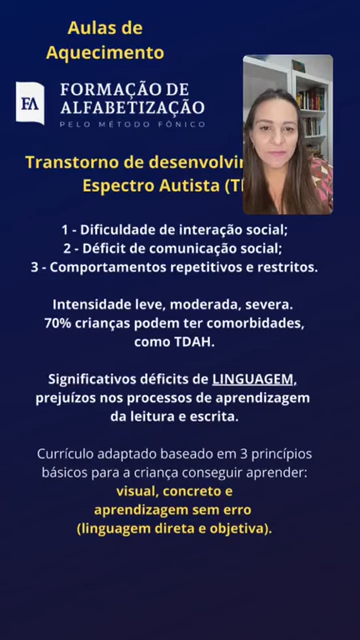 Aulas de
Aquecimento
FA
FORMAÇÃO DE
ALFABETIZAÇÃO
PELO MÉTODO FÔNICO
Transtorno de
Espectro Autista
1 - Dificuldade de interação social;
2 - Déficit de comunicação social;
3 - Comportamentos repetitivos e restritos.
Intensidade leve, moderada, severa.
70% crianças podem ter comorbidades,
como TDAH.
Significativos déficits de LINGUAGEM,
prejuízos nos processos de aprendizagem
da leitura e escrita.
Currículo adaptado baseado em 3 princípios
básicos para a criança conseguir aprender:
visual, concreto e
aprendizagem sem erro
(linguagem direta e objetiva).